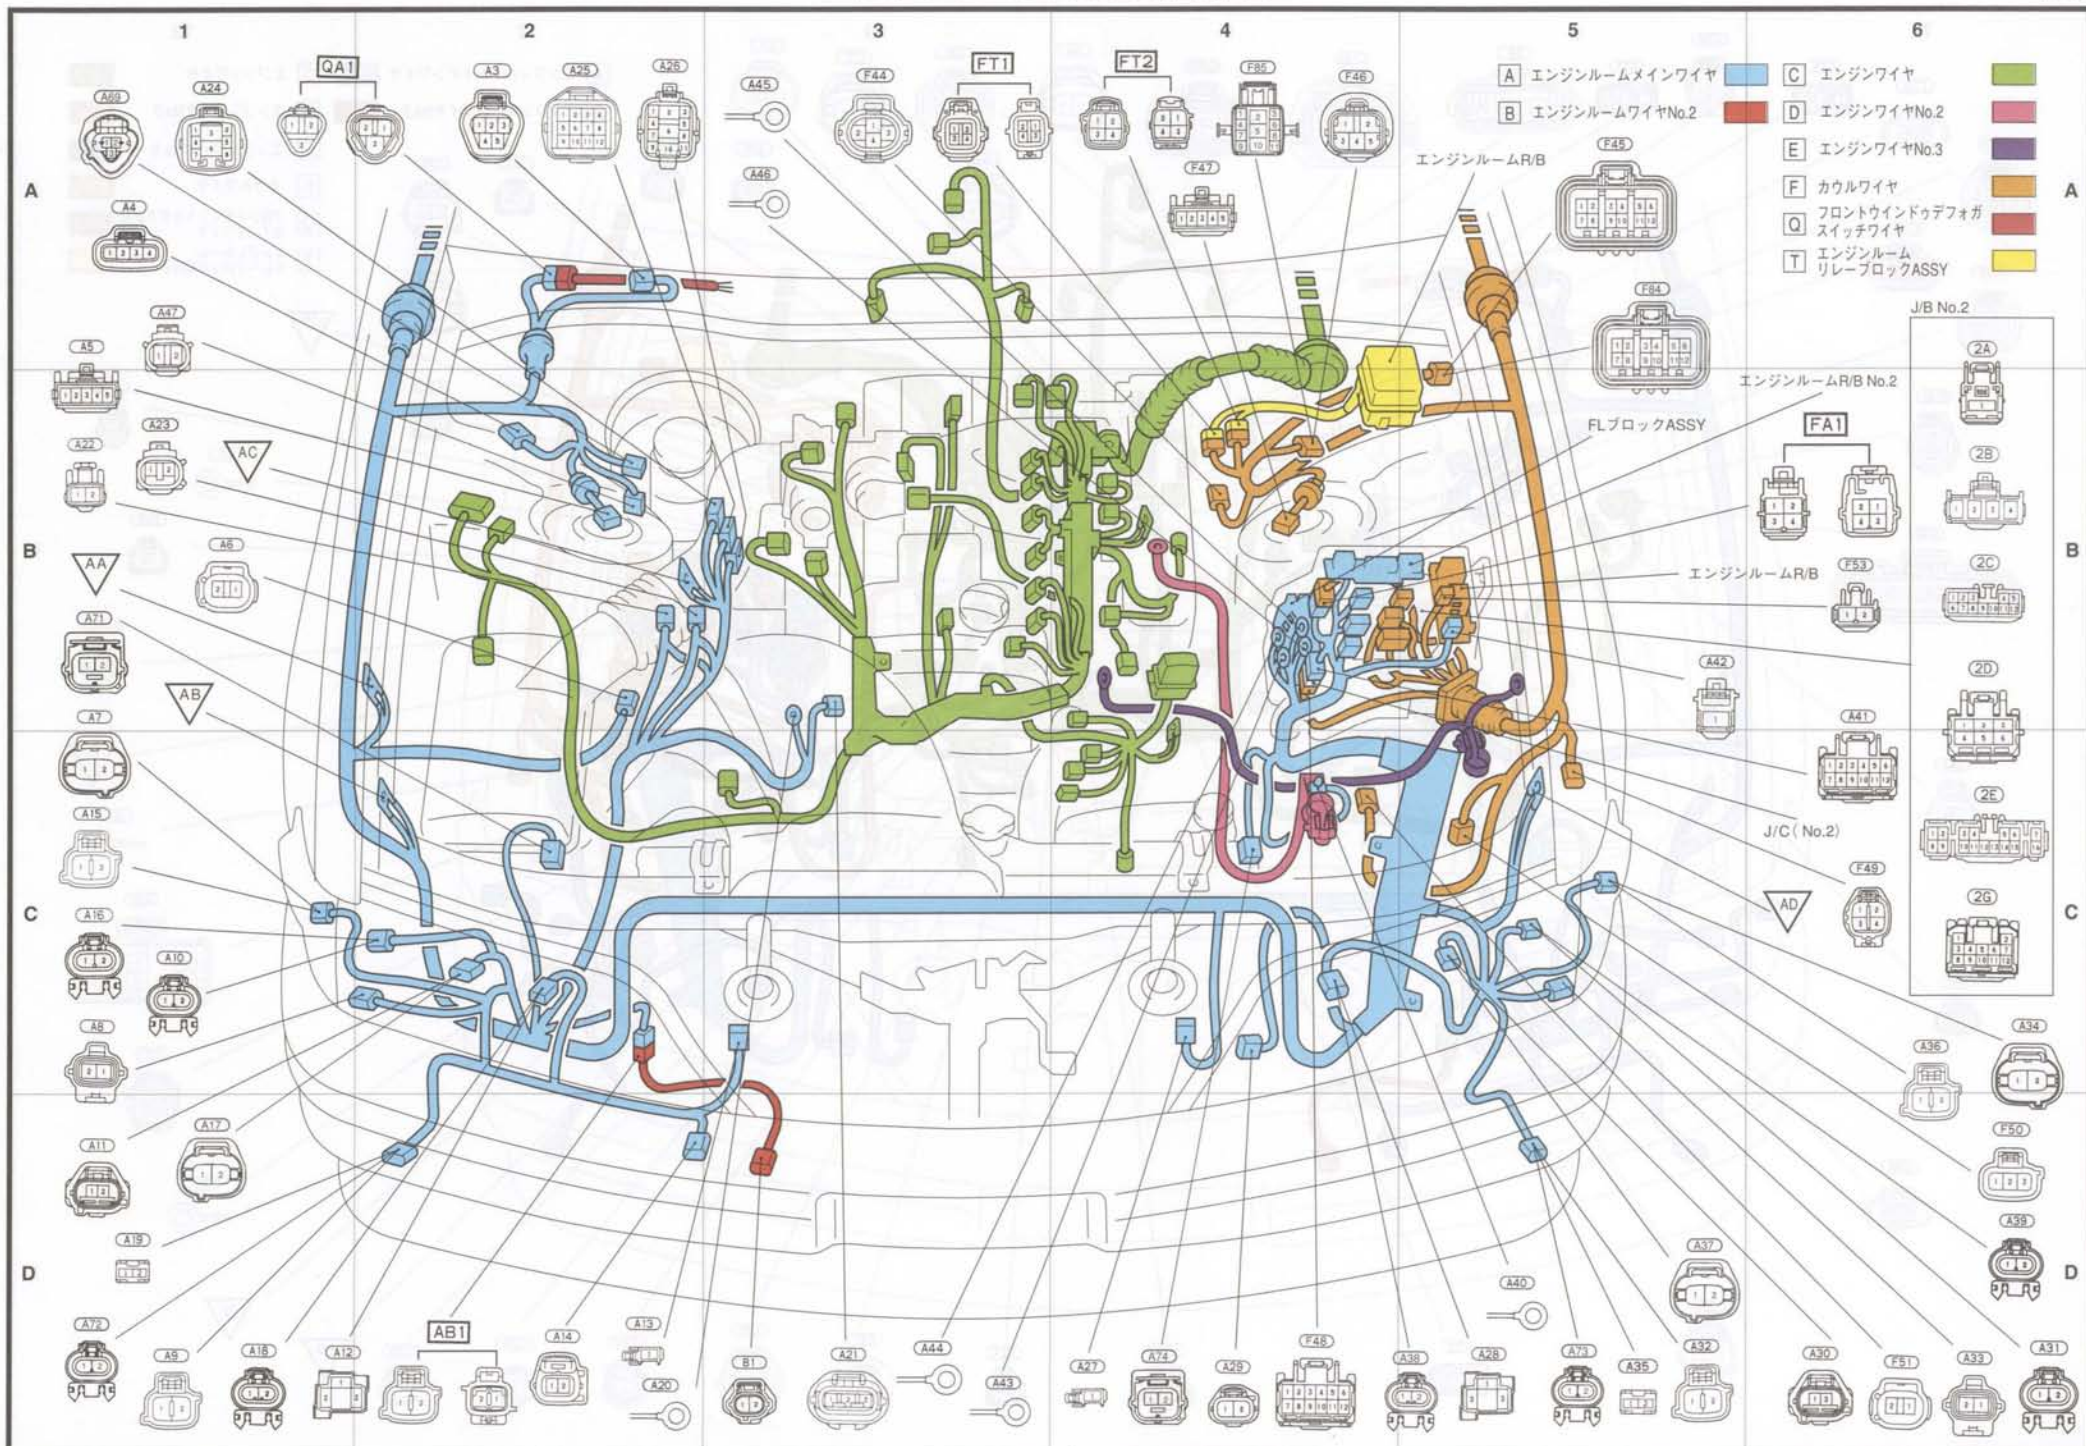 1 2 3 4 5 6
QA1 A3 A25 A26 FT1 FT2
A69 A24 A45 F44 F85 F46
A エンジンルームメインワイヤ
B エンジンルームワイヤNo.2
C エンジンワイヤ
D エンジンワイヤNo.2
E エンジンワイヤNo.3
F カウルワイヤ
Q フロントウインドゥデフォガ
スイッチワイヤ
T エンジンルーム
リレーブロックASSY
エンジンルームR/B
F45
A46 F47
A A
A4
F84
J/B No.2
A47
A5
2A
エンジンルームR/B No.2
A23
A22
AC
FLブロックASSY
FA1
2B
B B
AA
A6
エンジンルームR/B
F53
2C
A71
A42
2D
AB
A7
A41
A15
J/C ( No.2)
2E
F49
AD
2G
C C
A16
A10
A8
A36
A34
A11
A17
F50
A19
A39
A37
D D
A40
A72
A9 A18 A12 AB1 A14 A13 B1 A21 A44
A20
A43
A27 A74 A29 F48 A38 A28 A73 A35 A32 A30 F51 A33 A31